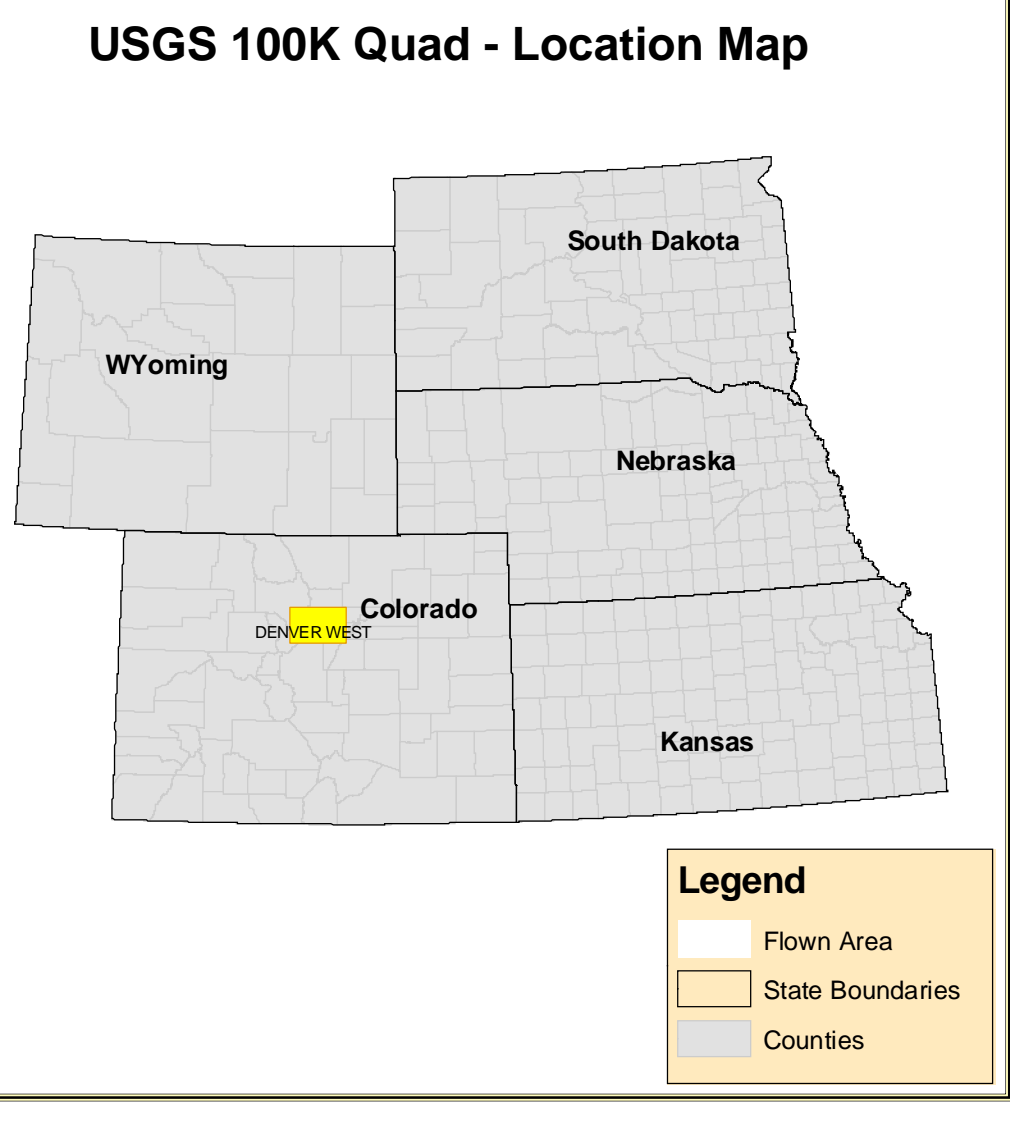 USGS 100K Quad - Location Map
South Dakota
WYoming
Nebraska
Colorado
DENVER WEST
Kansas
Legend
Flown Area
State Boundaries
Counties